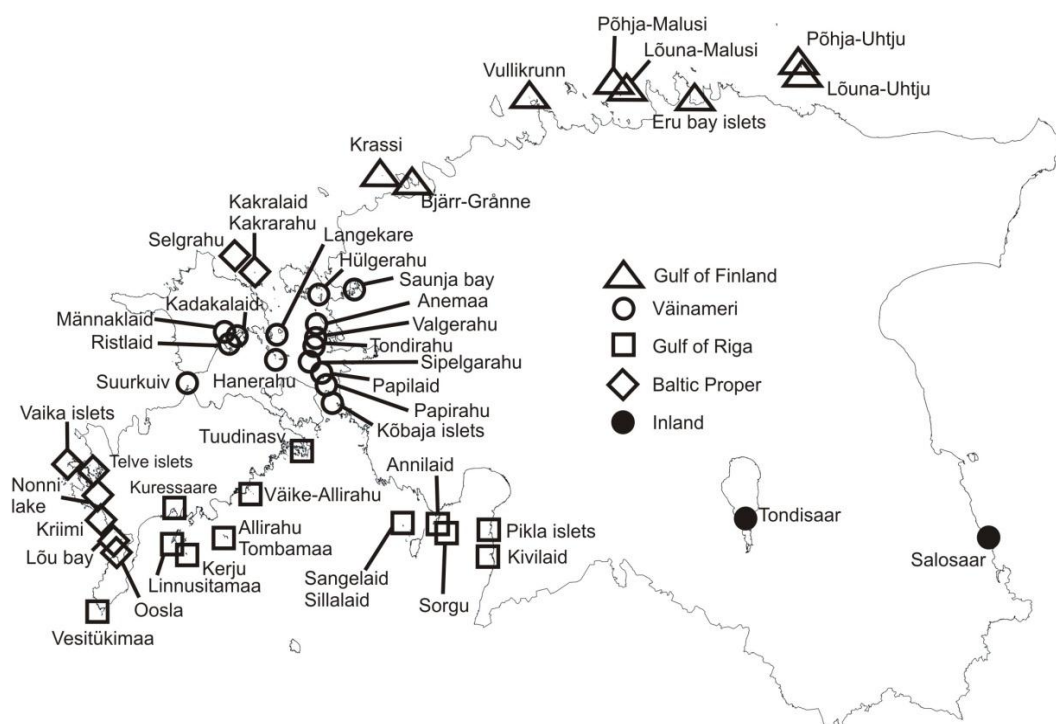 Põhja-Malusi
Põhja-Uhtju
Lõuna-Malusi
Vullikrunn
Lõuna-Uhtju
Eru bay islets
Krassi
Bjärr-Grånne
Kakralaid
Kakrarahu
Langekare
Selgrahu
Hülgerahu
Saunja bay
Kadakalaid
Anemaa
Männaklaid
Valgerahu
Ristlaid
Tondirahu
Sipelgarahu
Suurkuiv
Hanerahu
Papilaid
Papirahu
Vaika islets
Kõbaja islets
Tuudinasv
Telve islets
Annilaid
Nonni
lake
Kuressaare
Väike-Allirahu
Kriimi
Allirahu
Tombamaa
Pikla islets
Lõu bay
Kerju
Kivilaid
Linnusitamaa
Sangelaid
Sillalaid
Oosla
Sorgu
Vesitükimaa
Gulf of Finland
Väinameri
Gulf of Riga
Baltic Proper
Inland
Tondisaar
Salosaar